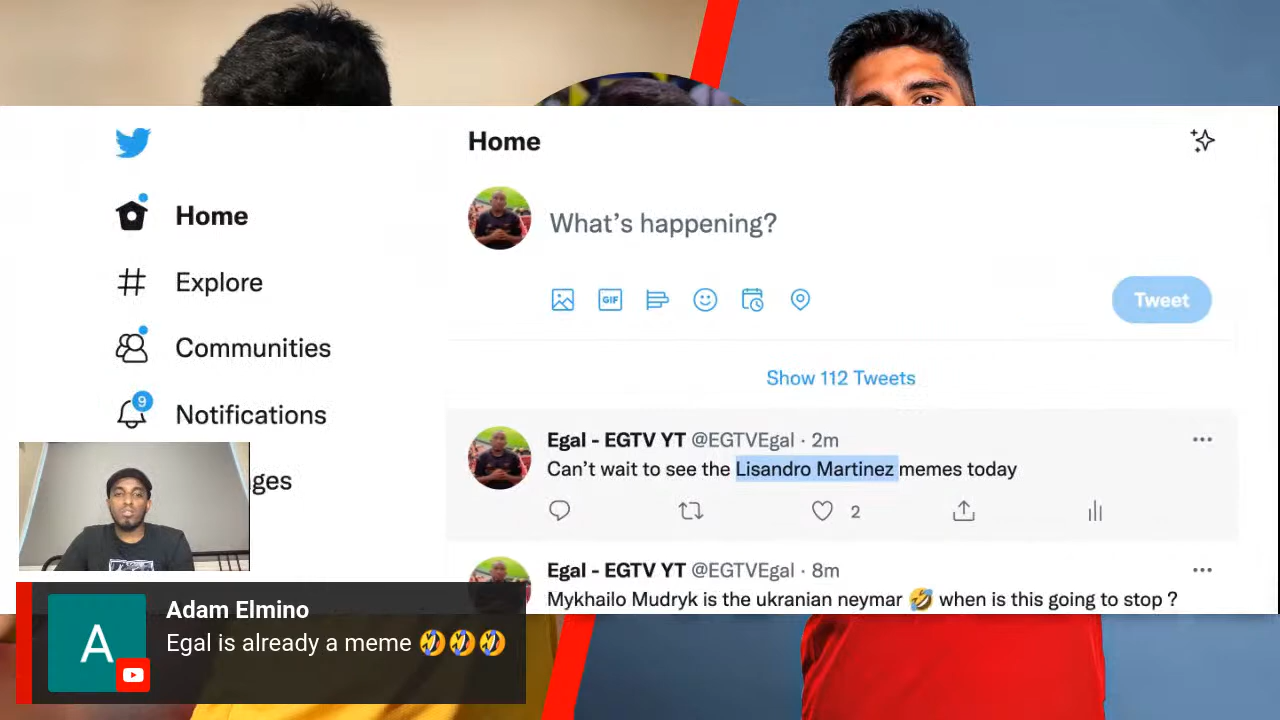 Home
What's happening?
Home
Explore
GIF
Tweet
Communities
Show 112 Tweets
9
Notifications
Egal - EGTV YT @EGTVEgal · 2m
Can't wait to see the Lisandro Martinez memes today
ges
2
Egal - EGTV YT @EGTVEgal · 8m
Mykhailo Mudryk is the ukranian neymar 🤣 when is this going to stop ?
A
Adam Elmino
Egal is already a meme 🤣🤣🤣